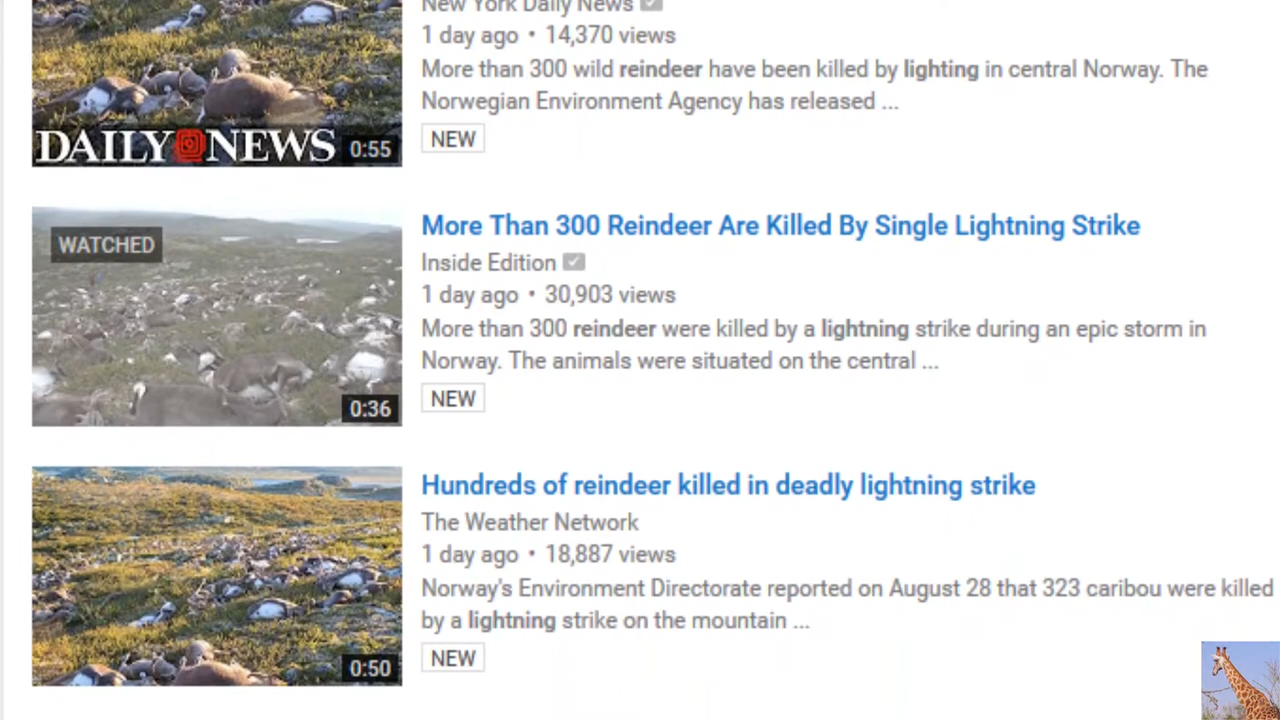 New York Daily News
1 day ago • 14,370 views
More than 300 wild reindeer have been killed by lighting in central Norway. The
Norwegian Environment Agency has released ...
NEW
DAILY NEWS
0:55
More Than 300 Reindeer Are Killed By Single Lightning Strike
WATCHED
Inside Edition
1 day ago • 30,903 views
More than 300 reindeer were killed by a lightning strike during an epic storm in
Norway. The animals were situated on the central ...
NEW
0:36
Hundreds of reindeer killed in deadly lightning strike
The Weather Network
1 day ago • 18,887 views
Norway's Environment Directorate reported on August 28 that 323 caribou were killed
by a lightning strike on the mountain ...
NEW
0:50